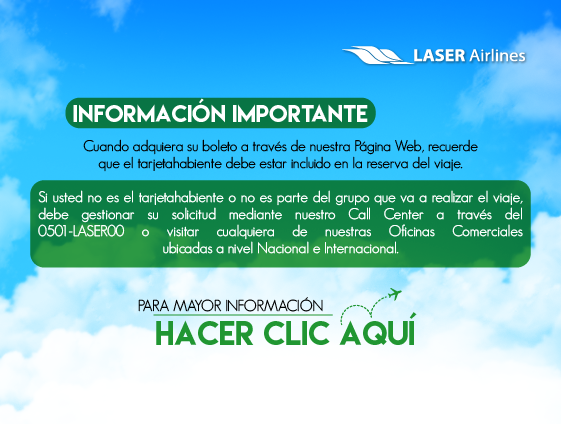 LASER Airlines
INFORMACIÓN IMPORTANTE
Cuando adquiera su boleto a través de nuestra Página Web, recuerde
que el tarjetahabiente debe estar incluido en la reserva del viaje.
Si usted no es el tarjetahabiente o no es parte del grupo que va a realizar el viaje,
debe gestionar su solicitud mediante nuestro Call Center a través del
0501-LASER00 o visitar cualquiera de nuestras Oficinas Comerciales
ubicadas a nivel Nacional e Internacional.
PARA MAYOR INFORMACIÓN
HACER CLIC AQUÍ